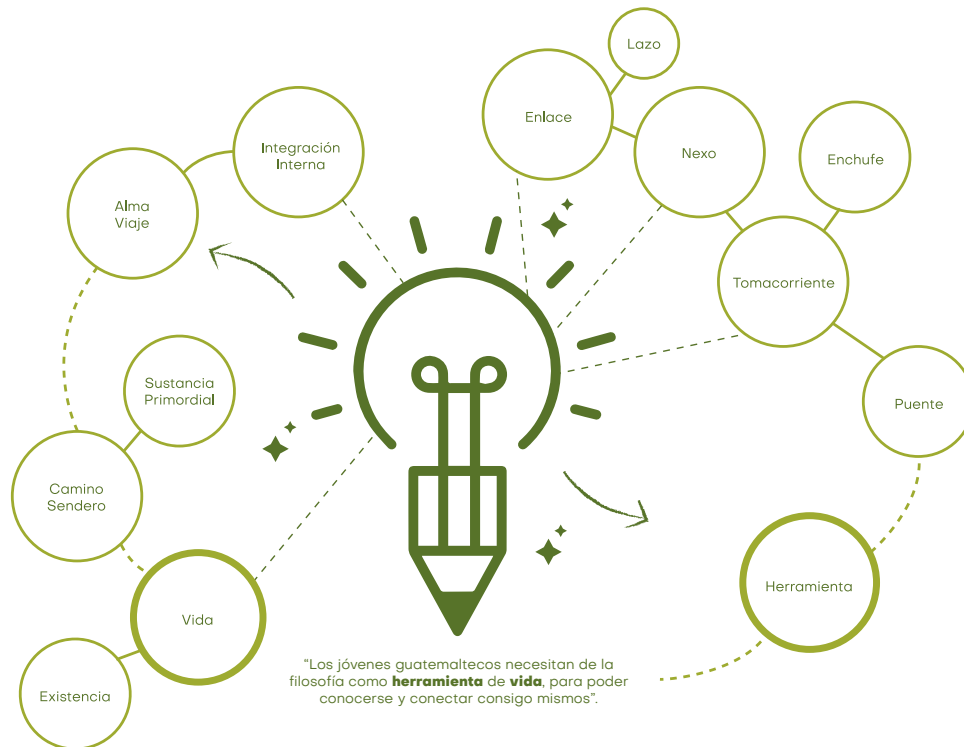 Lazo
Enlace
Integración
Interna
Nexo
Enchufe
Alma
Viaje
Tomacorriente
Sustancia
Primordial
Puente
Camino
Sendero
Herramienta
Vida
Existencia
“Los jóvenes guatemaltecos necesitan de la
filosofía como herramienta de vida, para poder
conocerse y conectar consigo mismos”.